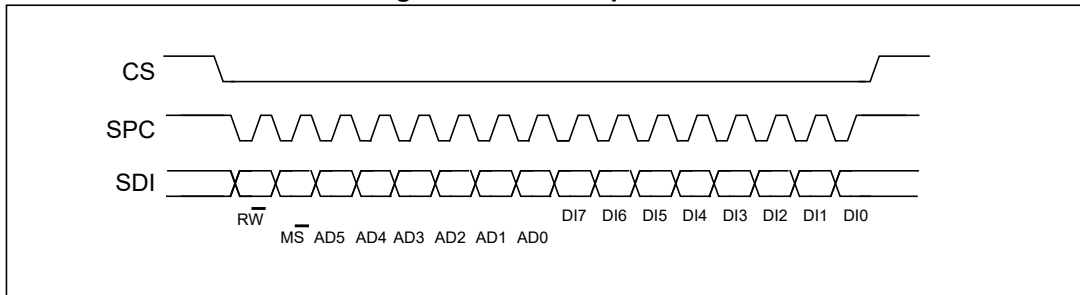 CS
SPC
SDI
RW̅
DI7 DI6 DI5 DI4 DI3 DI2 DI1 DI0
MS̅ AD5 AD4 AD3 AD2 AD1 AD0